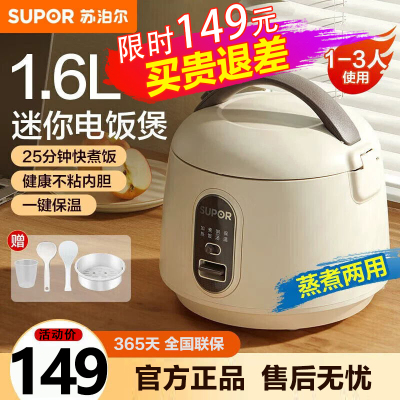 SUPOR 苏泊尔
限时149元
买贵退差
1-3人
使用
1.6L
迷你电饭煲
25分钟快煮饭
健康不粘内胆
一键保温
SUPOR
赠
蒸煮两用
活动价
149
365天 全国联保
官方正品 售后无忧